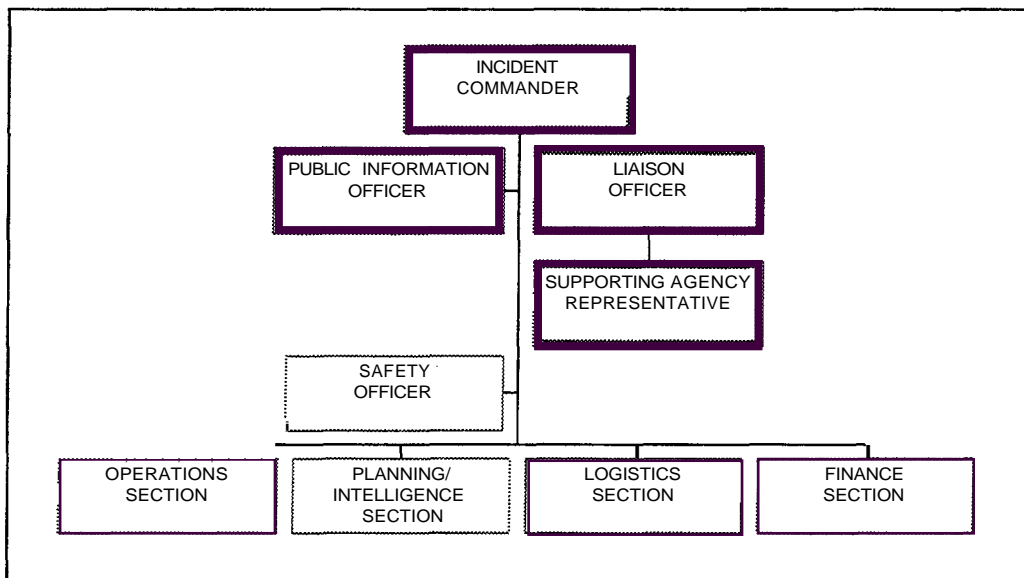 INCIDENT
COMMANDER
PUBLIC INFORMATION
OFFICER
LIAISON
OFFICER
SUPPORTING AGENCY
REPRESENTATIVE
SAFETY
OFFICER
OPERATIONS
SECTION
PLANNING/
INTELLIGENCE
SECTION
LOGISTICS
SECTION
FINANCE
SECTION